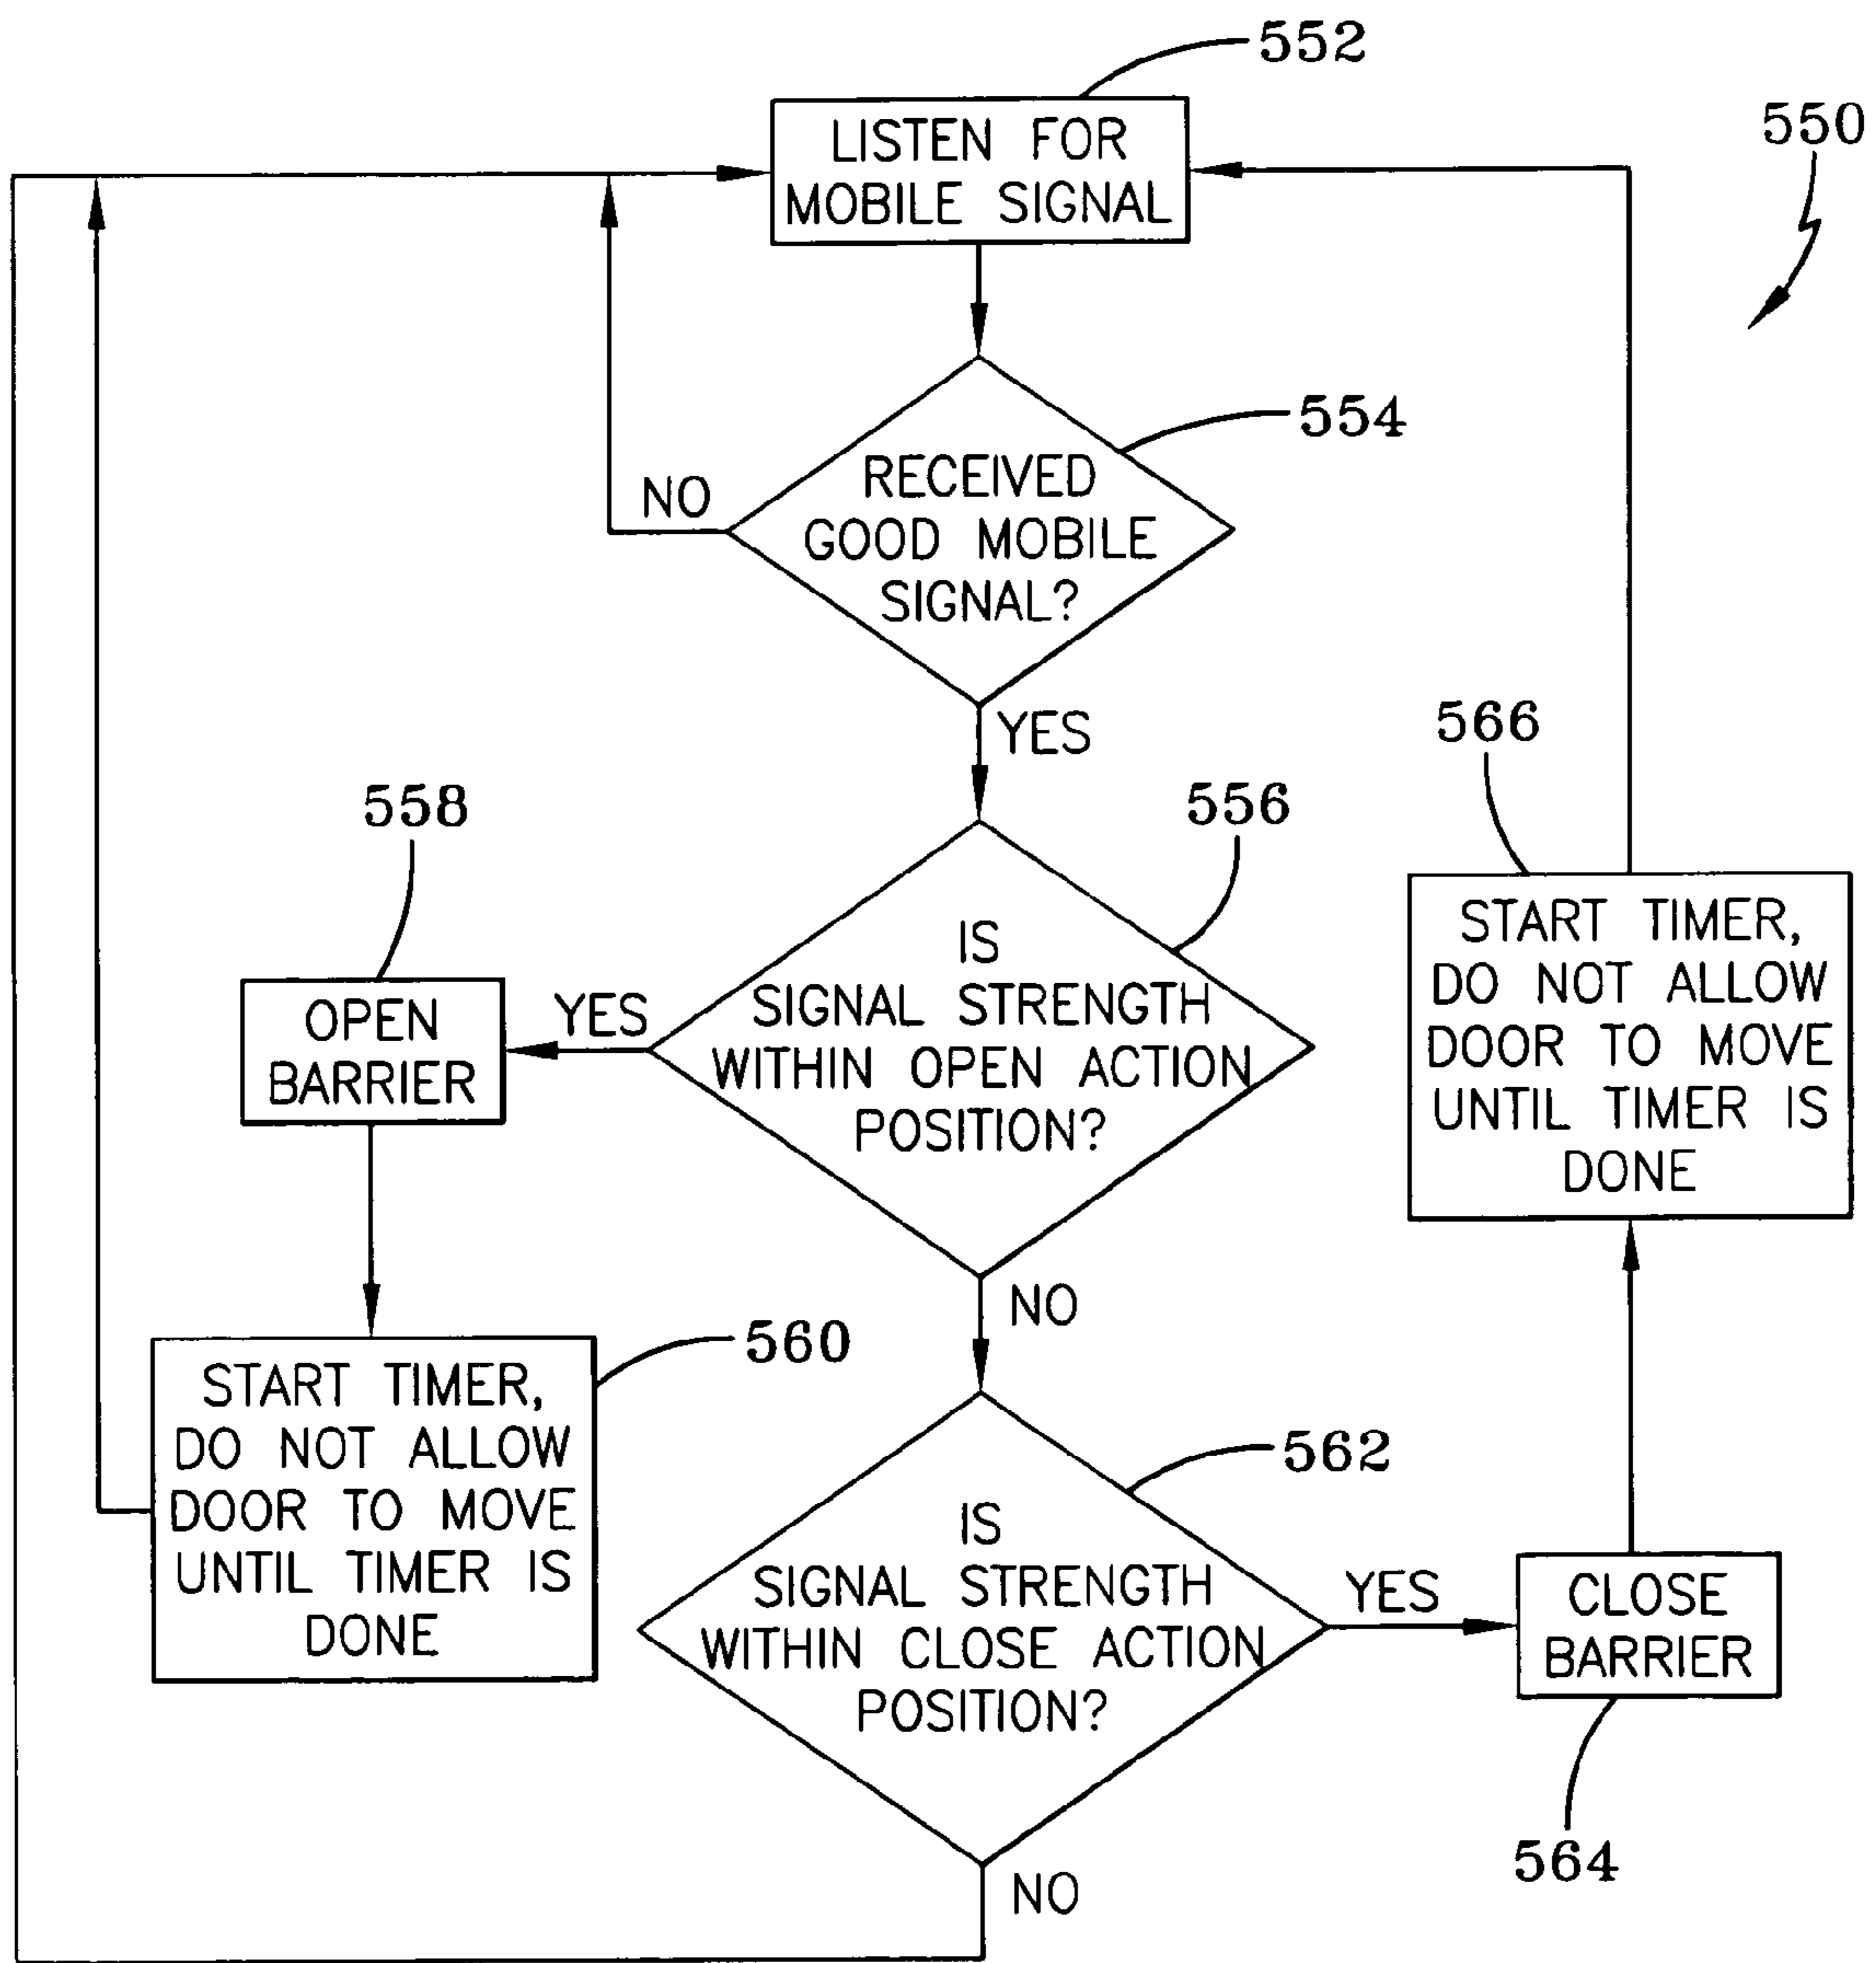 552
LISTEN FOR
MOBILE SIGNAL
550
554
RECEIVED
GOOD MOBILE
SIGNAL?
NO
YES
556
IS
SIGNAL STRENGTH
WITHIN OPEN ACTION
POSITION?
YES
558
OPEN
BARRIER
560
START TIMER,
DO NOT ALLOW
DOOR TO MOVE
UNTIL TIMER IS
DONE
NO
562
IS
SIGNAL STRENGTH
WITHIN CLOSE ACTION
POSITION?
YES
CLOSE
BARRIER
564
566
START TIMER,
DO NOT ALLOW
DOOR TO MOVE
UNTIL TIMER IS
DONE
NO